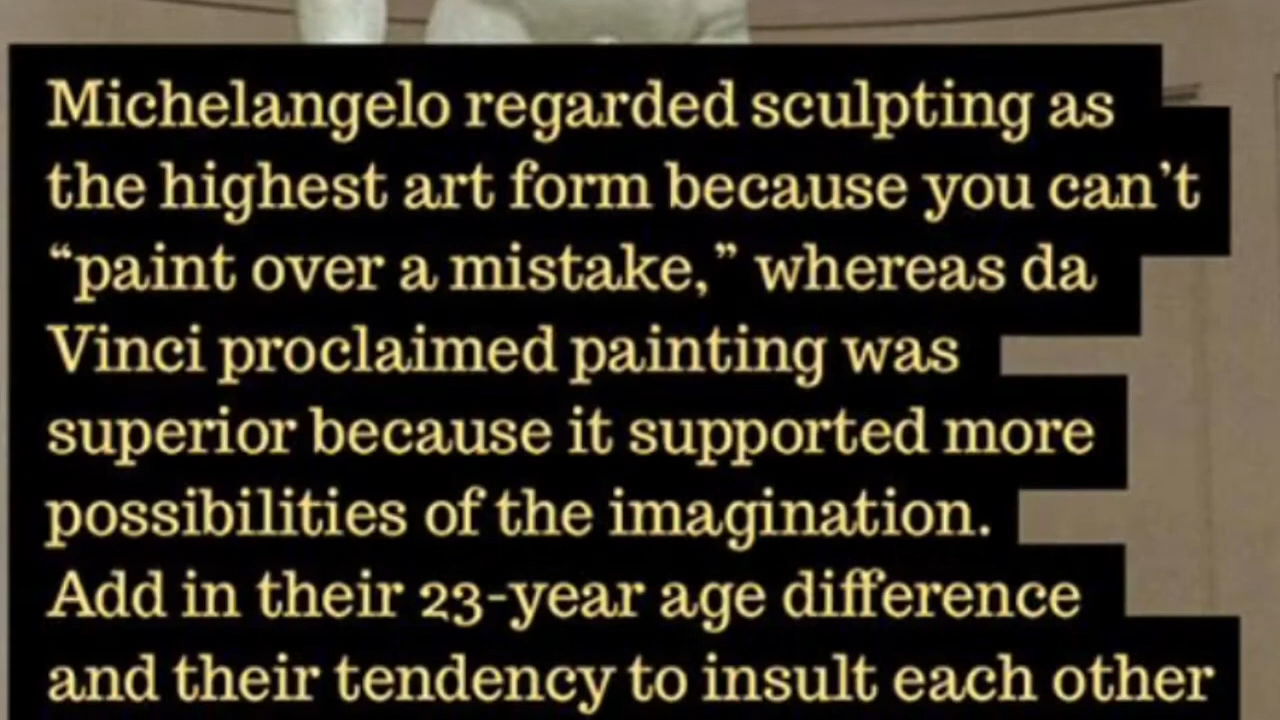 Michelangelo regarded sculpting as
the highest art form because you can’t
“paint over a mistake,” whereas da
Vinci proclaimed painting was
superior because it supported more
possibilities of the imagination.
Add in their 23-year age difference
and their tendency to insult each other